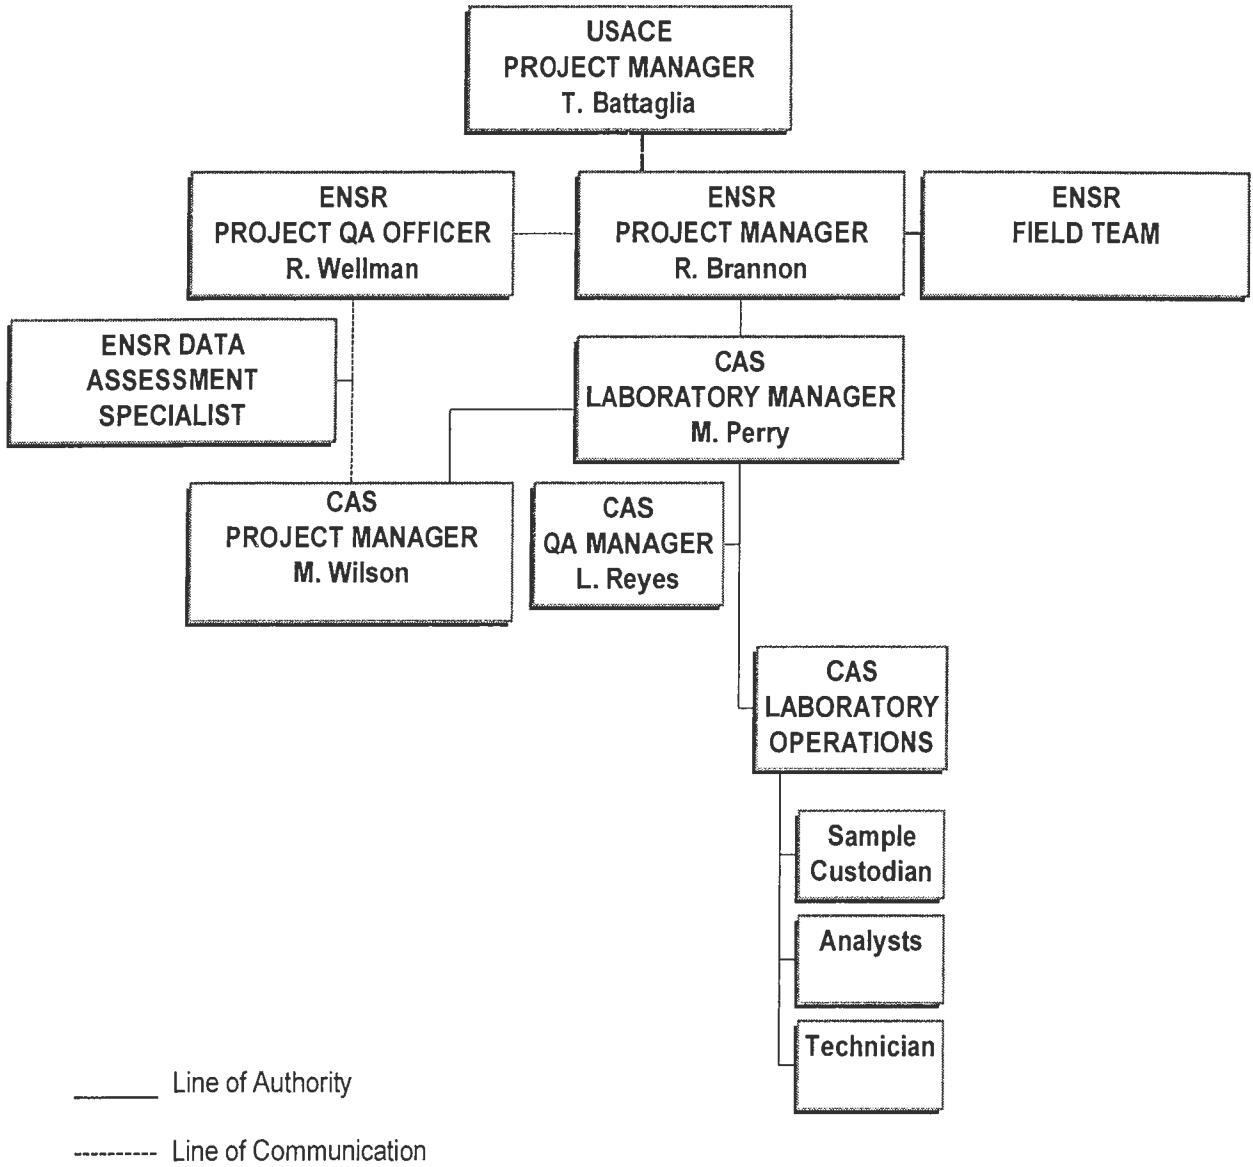 USACE
PROJECT MANAGER
T. Battaglia
ENSR
PROJECT QA OFFICER
R. Wellman
ENSR
PROJECT MANAGER
R. Brannon
ENSR
FIELD TEAM
ENSR DATA
ASSESSMENT
SPECIALIST
CAS
LABORATORY MANAGER
M. Perry
CAS
PROJECT MANAGER
M. Wilson
CAS
QA MANAGER
L. Reyes
CAS
LABORATORY
OPERATIONS
Sample
Custodian
Analysts
Technician
Line of Authority
Line of Communication